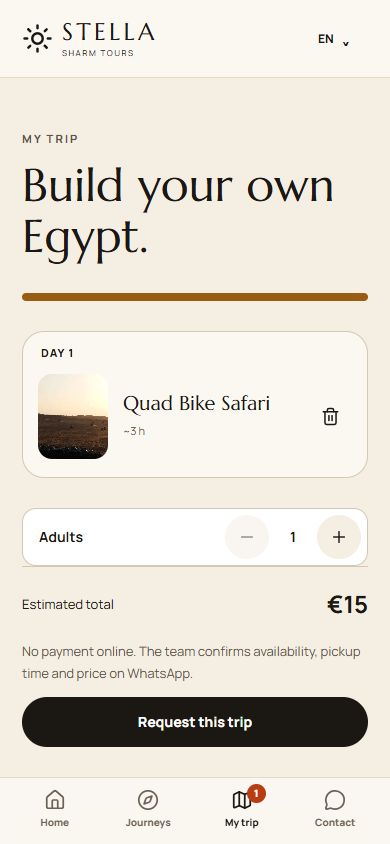 STELLA
SHARM TOURS
EN
MY TRIP
Build your own
Egypt.
DAY 1
Quad Bike Safari
~3 h
Adults
1
Estimated total
€15
No payment online. The team confirms availability, pickup
time and price on WhatsApp.
Request this trip
1
Home
Journeys
My trip
Contact